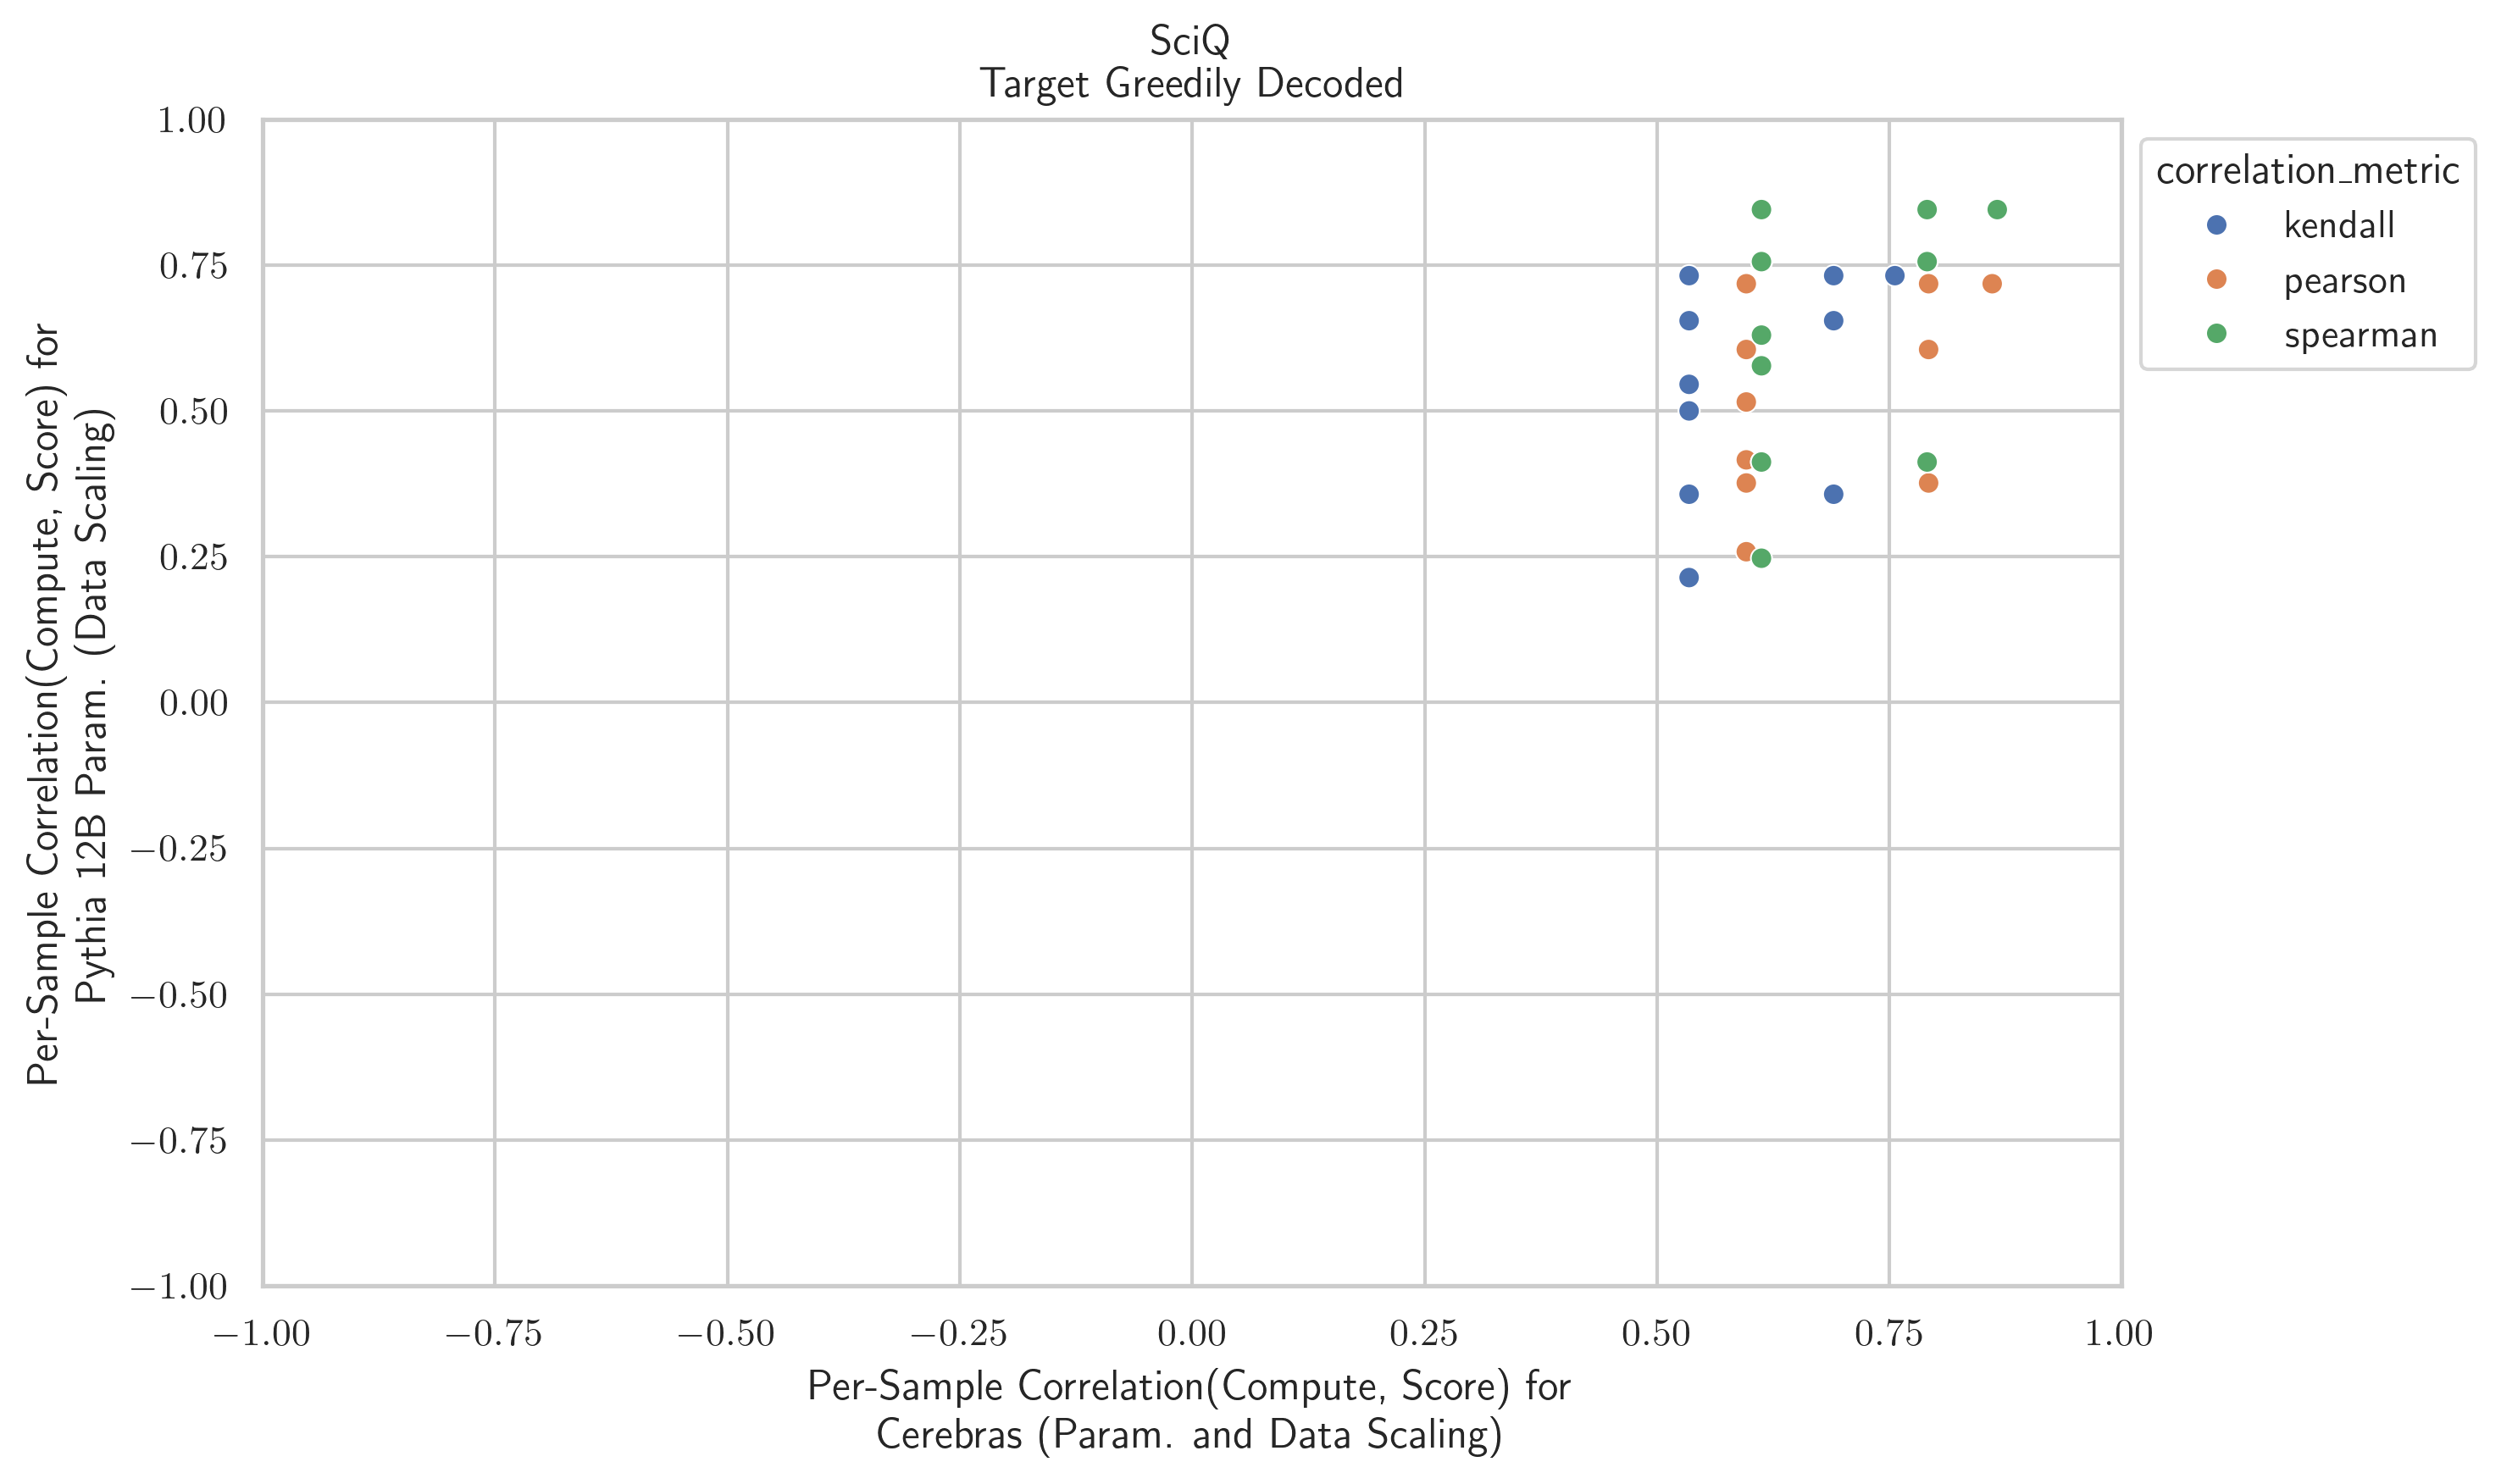 SciQ
Target Greedily Decoded
1.00
0.75
0.50
0.25
0.00
−0.25
−0.50
−0.75
−1.00
Per-Sample Correlation(Compute, Score) for
Pythia 12B Param. (Data Scaling)
−1.00 −0.75 −0.50 −0.25 0.00 0.25 0.50 0.75 1.00
Per-Sample Correlation(Compute, Score) for
Cerebras (Param. and Data Scaling)
correlation_metric
kendall
pearson
spearman